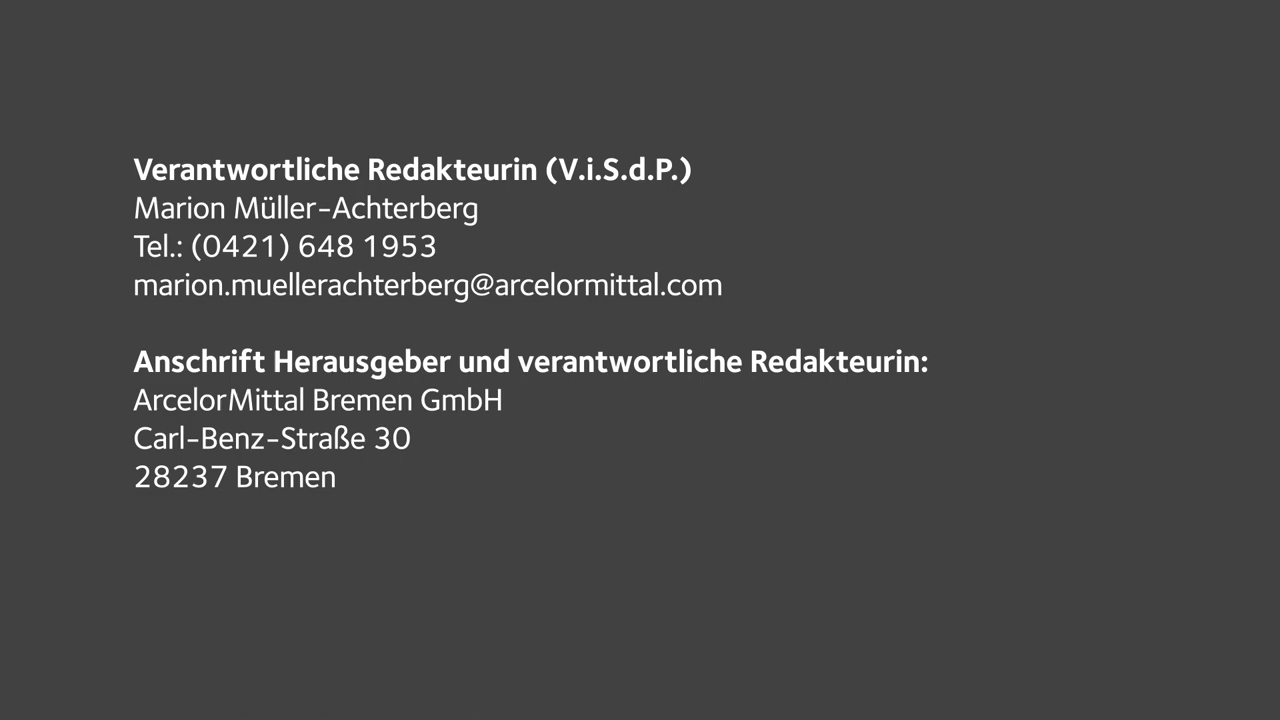 Verantwortliche Redakteurin (V.i.S.d.P.)
Marion Müller-Achterberg
Tel.: (0421) 648 1953
marion.muellerachterberg@arcelormittal.com
Anschrift Herausgeber und verantwortliche Redakteurin:
ArcelorMittal Bremen GmbH
Carl-Benz-Straße 30
28237 Bremen